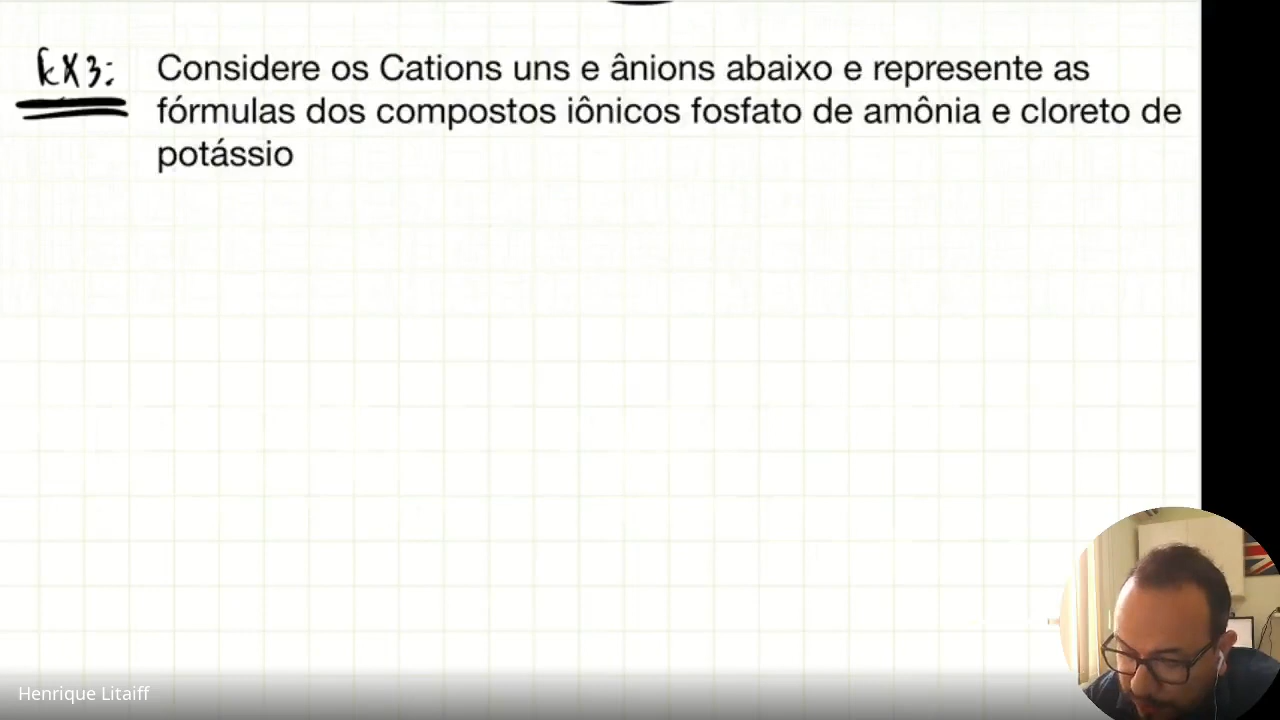 EX3: Considere os Cations uns e ânions abaixo e represente as
fórmulas dos compostos iônicos fosfato de amônia e cloreto de
potássio
Henrique Litaiff